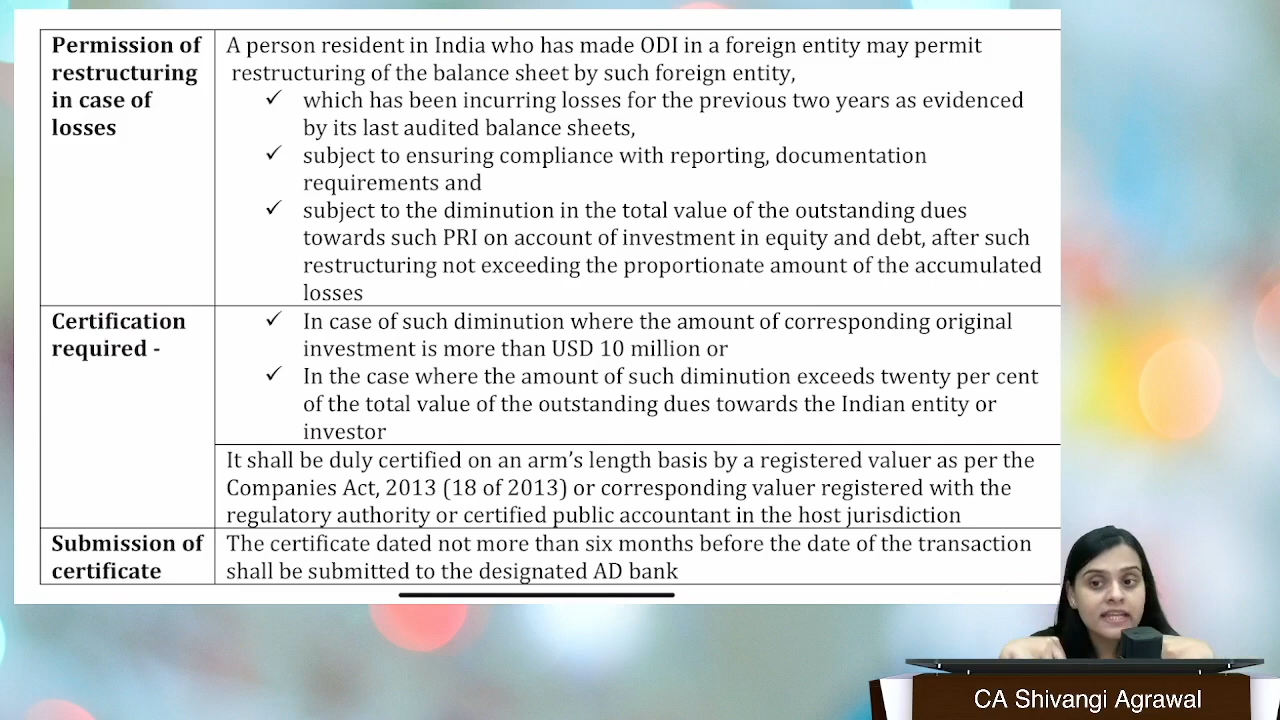 Permission of
restructuring
in case of
losses
A person resident in India who has made ODI in a foreign entity may permit
restructuring of the balance sheet by such foreign entity,
✓ which has been incurring losses for the previous two years as evidenced
by its last audited balance sheets,
✓ subject to ensuring compliance with reporting, documentation
requirements and
✓ subject to the diminution in the total value of the outstanding dues
towards such PRI on account of investment in equity and debt, after such
restructuring not exceeding the proportionate amount of the accumulated
losses
Certification
required -
✓ In case of such diminution where the amount of corresponding original
investment is more than USD 10 million or
✓ In the case where the amount of such diminution exceeds twenty per cent
of the total value of the outstanding dues towards the Indian entity or
investor
It shall be duly certified on an arm’s length basis by a registered valuer as per the
Companies Act, 2013 (18 of 2013) or corresponding valuer registered with the
regulatory authority or certified public accountant in the host jurisdiction
Submission of
certificate
The certificate dated not more than six months before the date of the transaction
shall be submitted to the designated AD bank
CA Shivangi Agrawal